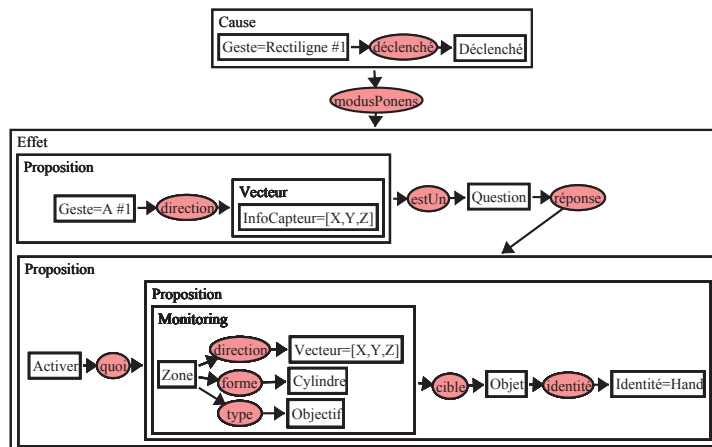 Cause
Geste=Rectiligne #1
déclenché
Déclenché
modusPonens
Effet
Proposition
Geste=A #1
direction
Vecteur
InfoCapteur=[X,Y,Z]
estUn
Question
réponse
Proposition
Activer
quoi
Proposition
Monitoring
Zone
direction
Vecteur=[X,Y,Z]
forme
Cylindre
type
Objectif
cible
Objet
identité
Identité=Hand